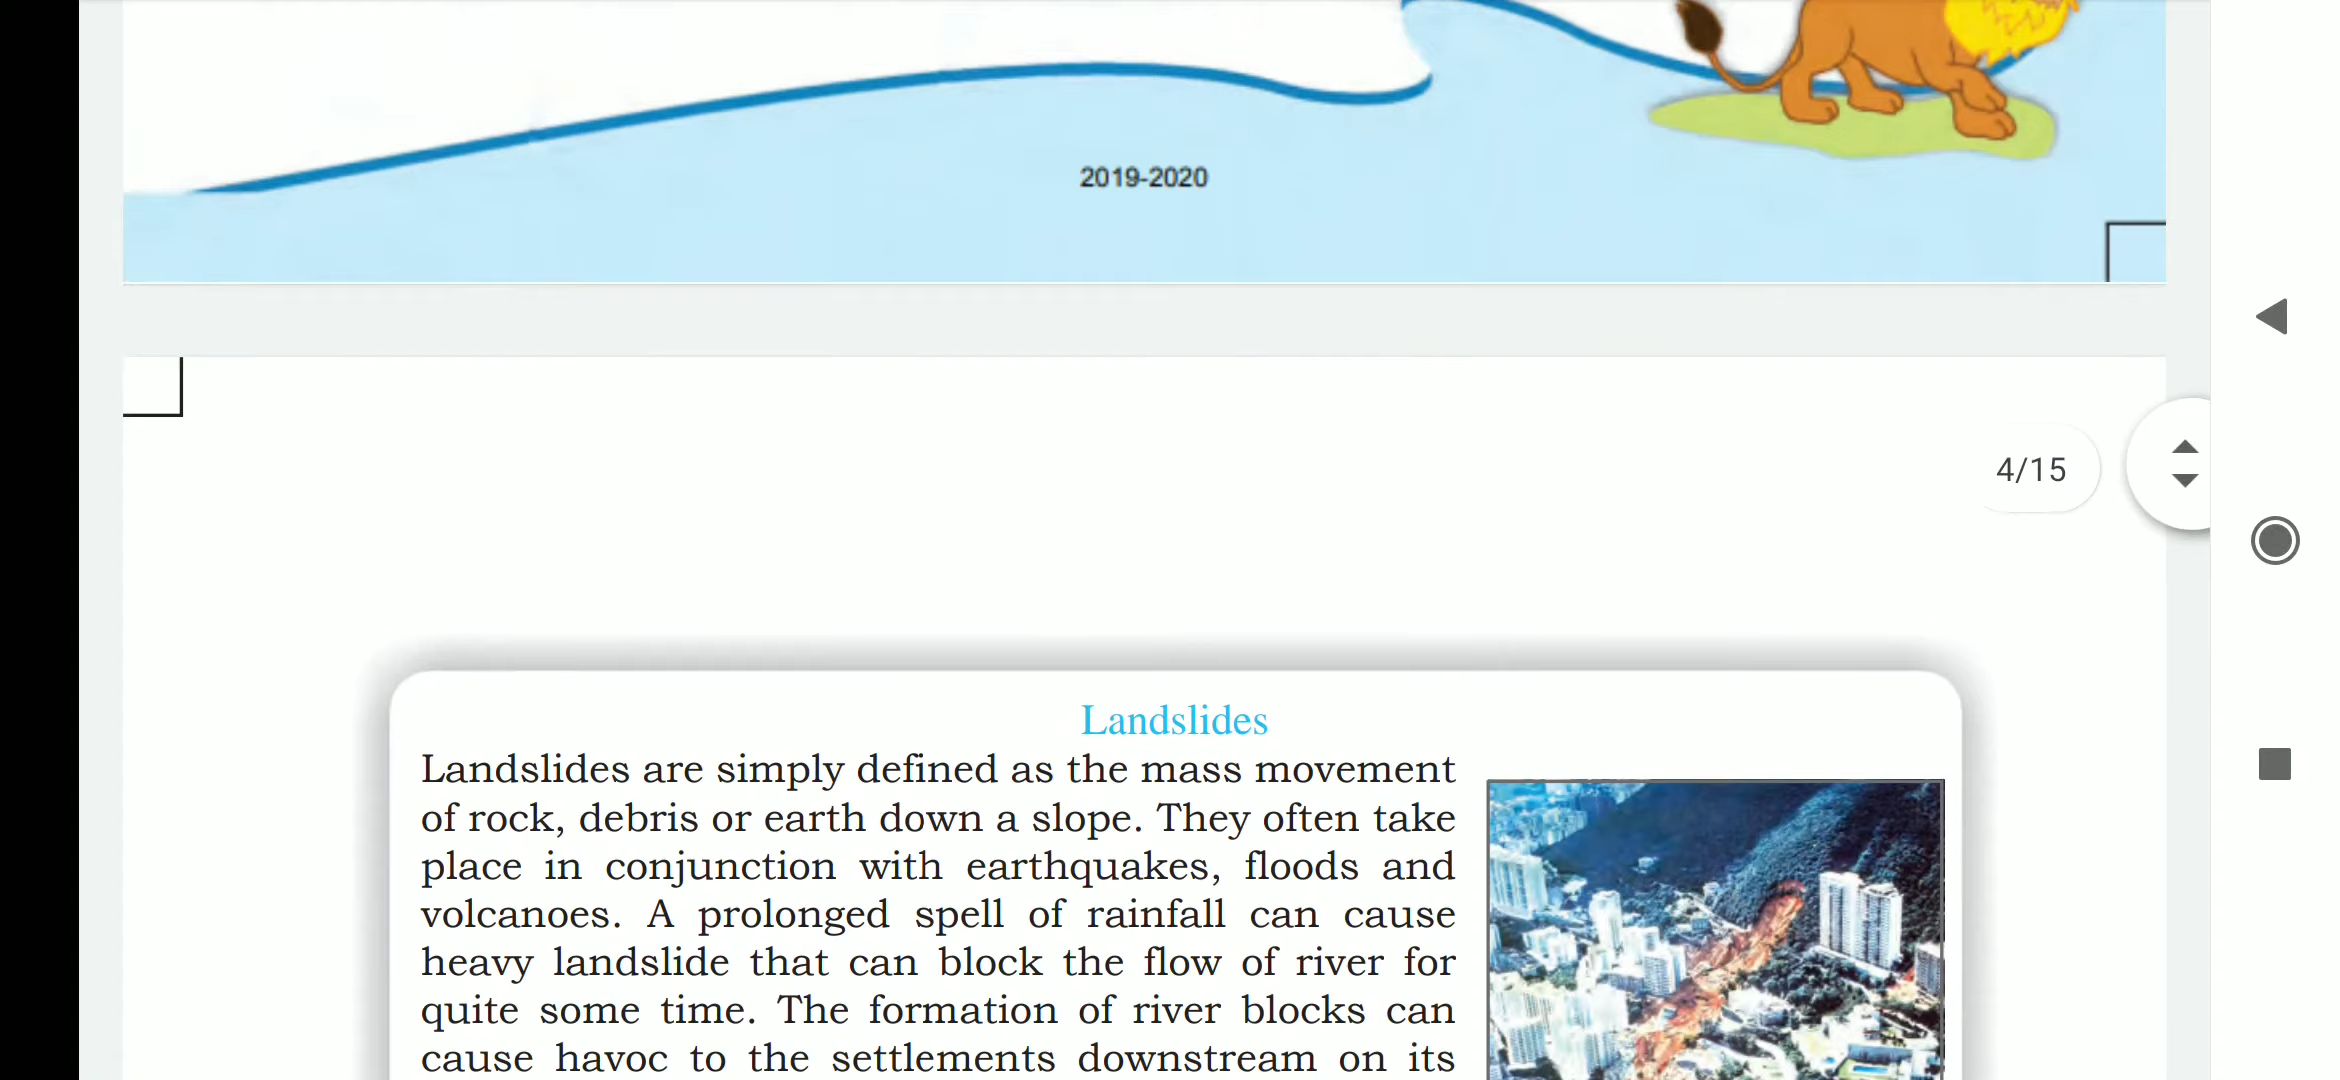 2019-2020
4/15
Landslides
Landslides are simply defined as the mass movement
of rock, debris or earth down a slope. They often take
place in conjunction with earthquakes, floods and
volcanoes. A prolonged spell of rainfall can cause
heavy landslide that can block the flow of river for
quite some time. The formation of river blocks can
cause havoc to the settlements downstream on its